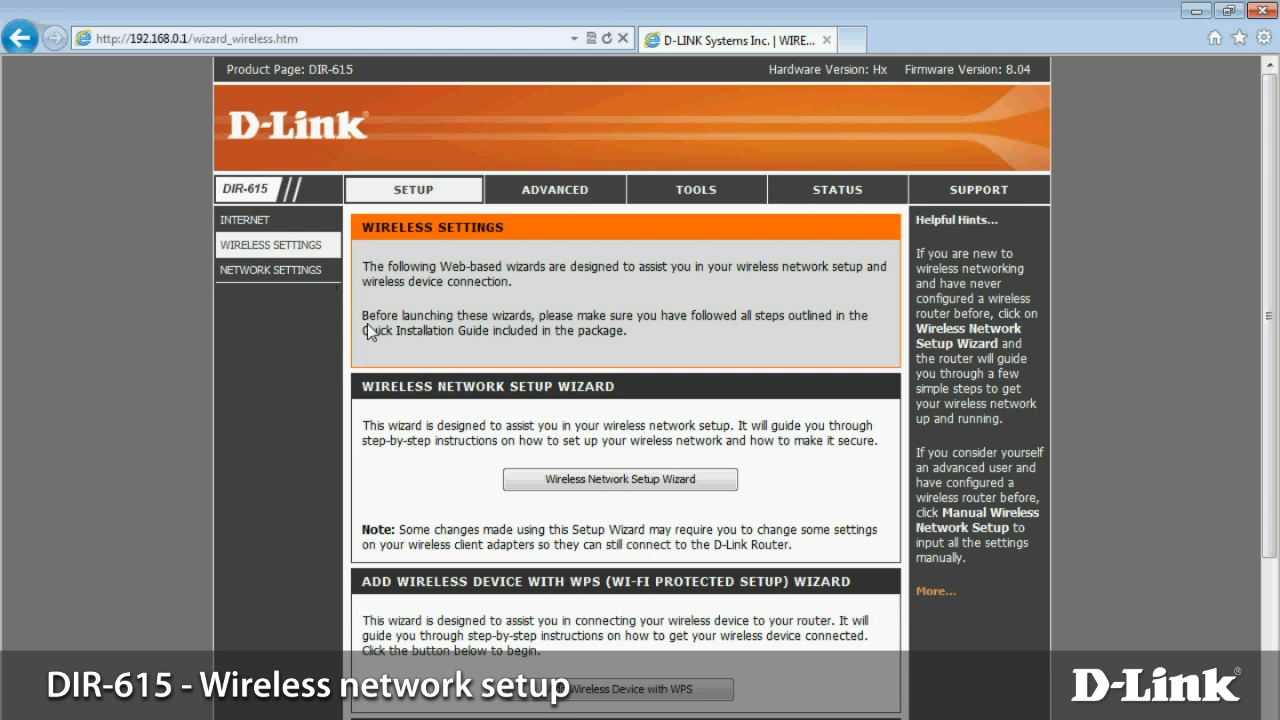 http://192.168.0.1/wizard_wireless.htm
D-LINK Systems Inc. | WIRE...
Product Page: DIR-615
Hardware Version: Hx
Firmware Version: 8.04
D-Link
DIR-615
SETUP
ADVANCED
TOOLS
STATUS
SUPPORT
INTERNET
WIRELESS SETTINGS
NETWORK SETTINGS
WIRELESS SETTINGS
The following Web-based wizards are designed to assist you in your wireless network setup and
wireless device connection.
Before launching these wizards, please make sure you have followed all steps outlined in the
Quick Installation Guide included in the package.
WIRELESS NETWORK SETUP WIZARD
This wizard is designed to assist you in your wireless network setup. It will guide you through
step-by-step instructions on how to set up your wireless network and how to make it secure.
Wireless Network Setup Wizard
Note: Some changes made using this Setup Wizard may require you to change some settings
on your wireless client adapters so they can still connect to the D-Link Router.
ADD WIRELESS DEVICE WITH WPS (WI-FI PROTECTED SETUP) WIZARD
This wizard is designed to assist you in connecting your wireless device to your router. It will
guide you through step-by-step instructions on how to get your wireless device connected.
Click the button below to begin.
Wireless Device with WPS
Helpful Hints...
If you are new to
wireless networking
and have never
configured a wireless
router before, click on
Wireless Network
Setup Wizard and
the router will guide
you through a few
simple steps to get
your wireless network
up and running.
If you consider yourself
an advanced user and
have configured a
wireless router before,
click Manual Wireless
Network Setup to
input all the settings
manually.
More...
DIR-615 - Wireless network setup
D-Link®